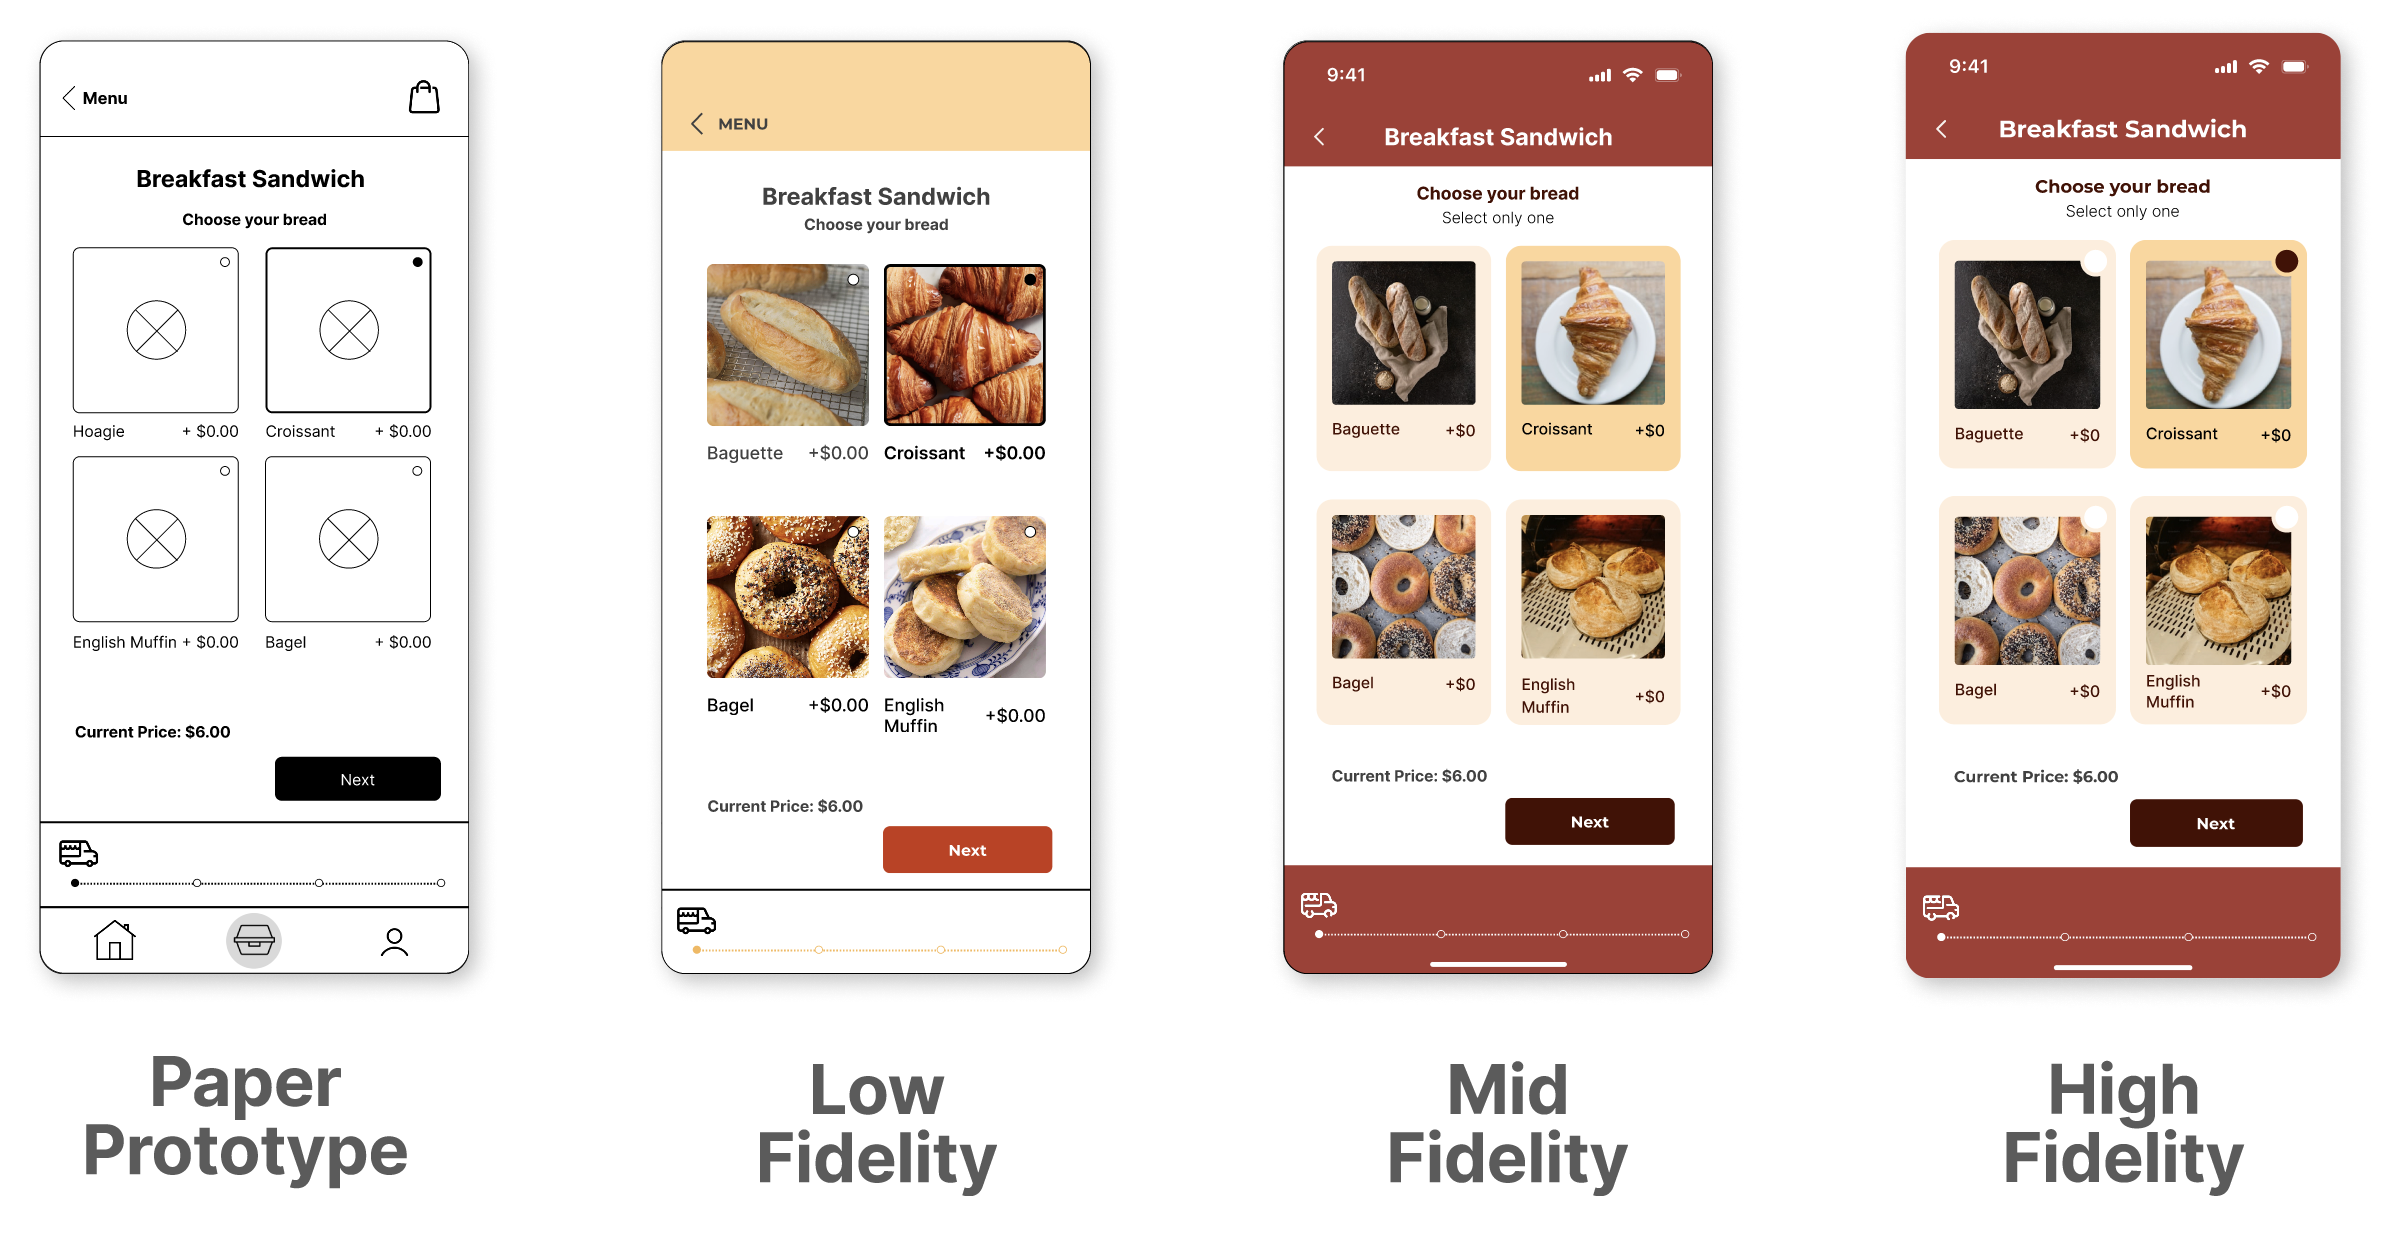 Menu
Breakfast Sandwich
Choose your bread
Hoagie + $0.00
Croissant + $0.00
English Muffin + $0.00
Bagel + $0.00
Current Price: $6.00
Next
Paper
Prototype
MENU
Breakfast Sandwich
Choose your bread
Baguette +$0.00
Croissant +$0.00
Bagel +$0.00
English
Muffin +$0.00
Current Price: $6.00
Next
Low
Fidelity
9:41
Breakfast Sandwich
Choose your bread
Select only one
Baguette +$0
Croissant +$0
Bagel +$0
English
Muffin +$0
Current Price: $6.00
Next
Mid
Fidelity
9:41
Breakfast Sandwich
Choose your bread
Select only one
Baguette +$0
Croissant +$0
Bagel +$0
English
Muffin +$0
Current Price: $6.00
Next
High
Fidelity